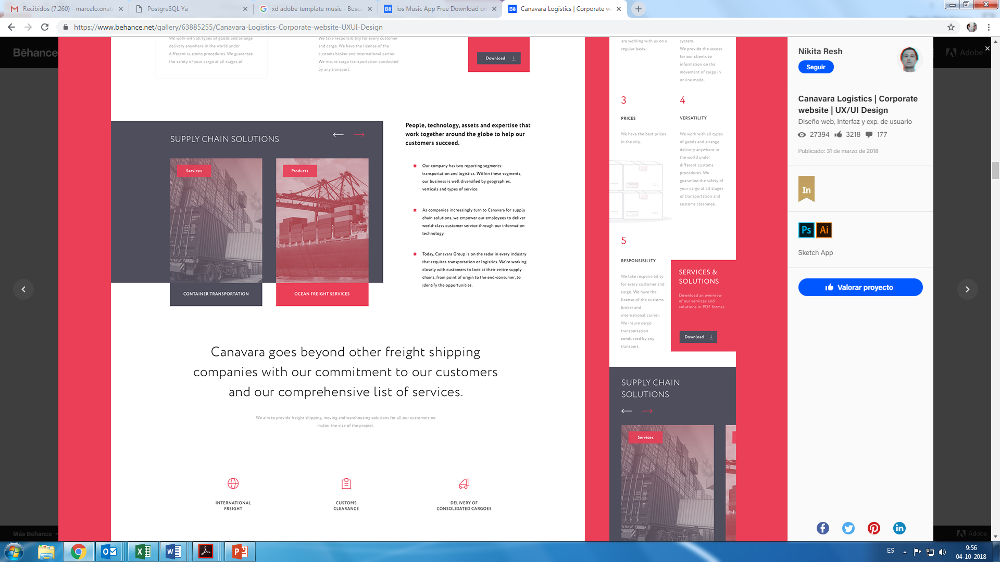 Recibidos (7.260) - marcelo.onate
PostgreSQL Ya
xd adobe template music - Busca
ios Music App Free Download on
Canavara Logistics | Corporate we
https://www.behance.net/gallery/63885255/Canavara-Logistics-Corporate-website-UXUI-Design
Bēhance
Adobe
We work with all types of goods and arrange
delivery anywhere in the world under
different customs procedures. We guarantee
the safety of your cargo at all stages of
We take responsibility for every customer
and cargo. We have the license of the
customs broker and international carrier.
We insure cargo transportation conducted
by any transport.
Download
SUPPLY CHAIN SOLUTIONS
Services
Products
CONTAINER TRANSPORTATION
OCEAN FREIGHT SERVICES
People, technology, assets and expertise that
work together around the globe to help our
customers succeed.
Our company has two reporting segments:
transportation and logistics. Within these segments,
our business is well diversified by geographies,
verticals and types of service.
As companies increasingly turn to Canavara for supply
chain solutions, we empower our employees to deliver
world-class customer service through our information
technology.
Today, Canavara Group is on the radar in every industry
that requires transportation or logistics. We're working
closely with customers to look at their entire supply
chains, from point of origin to the end-consumer, to
identify the opportunities.
Canavara goes beyond other freight shipping
companies with our commitment to our customers
and our comprehensive list of services.
We aim to provide freight shipping, moving and warehousing solutions for all our customers no
matter the size of the project.
INTERNATIONAL
FREIGHT
CUSTOMS
CLEARANCE
DELIVERY OF
CONSOLIDATED CARGOES
are working with us on a
regular basis.
system.
We provide the access
for our clients to
information on the
movement of cargo in
online mode.
3
PRICES
We have the best prices
in the city.
4
VERSATILITY
We work with all types
of goods and arrange
delivery anywhere in
the world under
different customs
procedures. We
guarantee the safety of
your cargo at all stages
of transportation and
customs clearance.
5
RESPONSIBILITY
We take responsibility
for every customer and
cargo. We have the
license of the customs
broker and
international carrier.
We insure cargo
transportation
conducted by any
transport.
SERVICES &
SOLUTIONS
Download an overview
of our services and
solutions in PDF format.
Download
SUPPLY CHAIN
SOLUTIONS
Services
Nikita Resh
Seguir
Canavara Logistics | Corporate
website | UX/UI Design
Diseño web, Interfaz y exp. de usuario
27394 3218 177
Publicado: 31 de marzo de 2018
In
Ps Ai
Sketch App
Valorar proyecto
Más Behance
Adobe
ES
9:56
04-10-2018